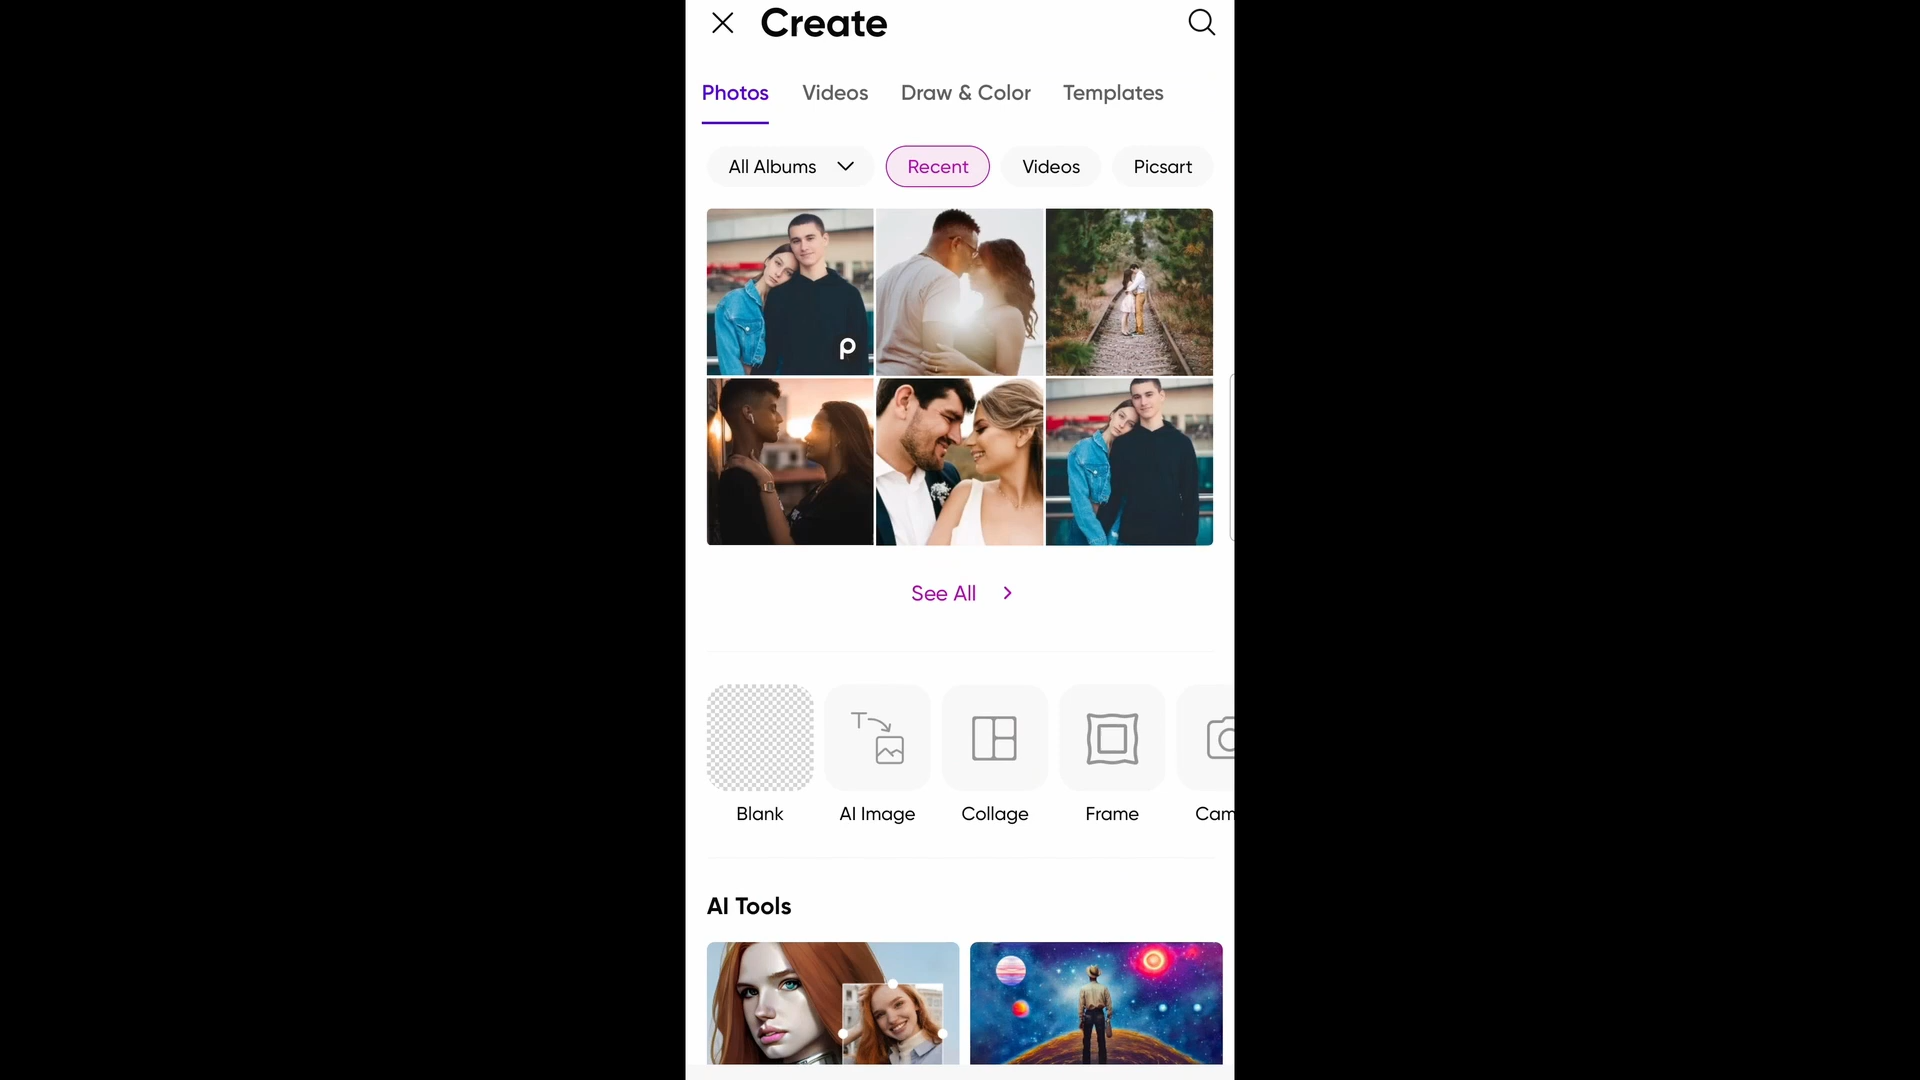 Create
Photos Videos Draw & Color Templates
All Albums Recent Videos Picsart
See All
Blank AI Image Collage Frame Cam
AI Tools